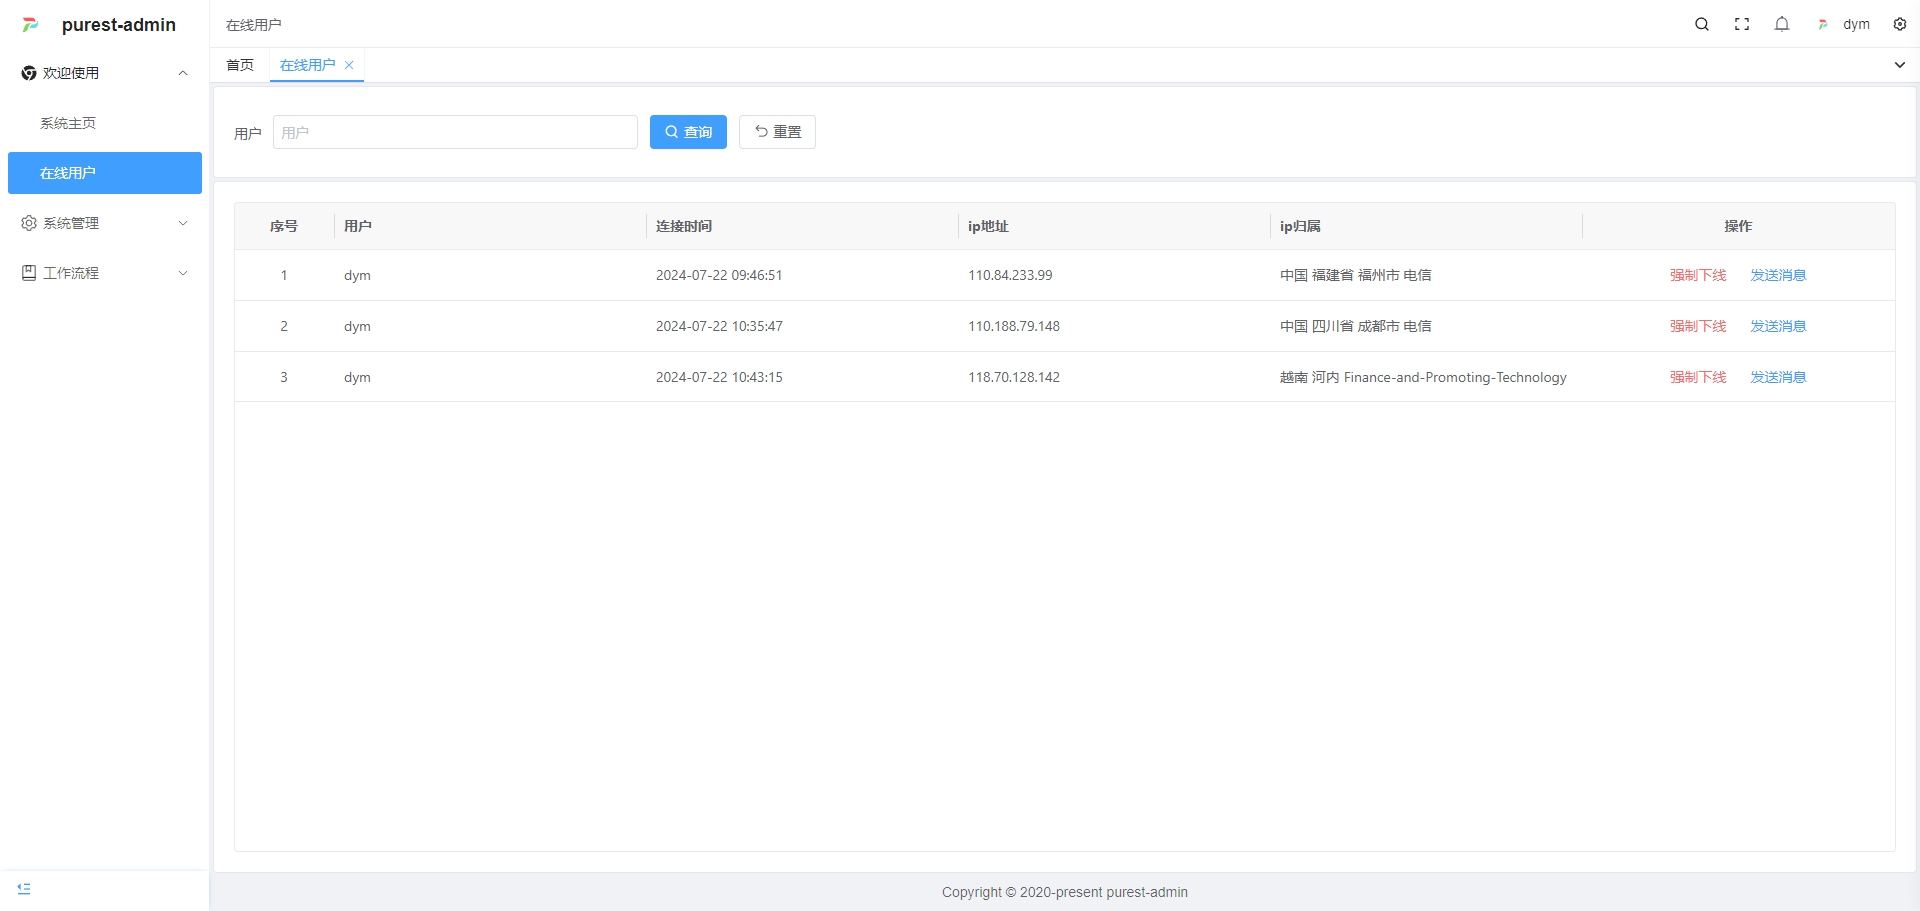 purest-admin
在线用户
dym
欢迎使用
系统主页
在线用户
系统管理
工作流程
首页 在线用户
用户 用户 查询 重置
序号 用户 连接时间 ip地址 ip归属 操作
1 dym 2024-07-22 09:46:51 110.84.233.99 中国 福建省 福州市 电信 强制下线 发送消息
2 dym 2024-07-22 10:35:47 110.188.79.148 中国 四川省 成都市 电信 强制下线 发送消息
3 dym 2024-07-22 10:43:15 118.70.128.142 越南 河内 Finance-and-Promoting-Technology 强制下线 发送消息
Copyright © 2020-present purest-admin